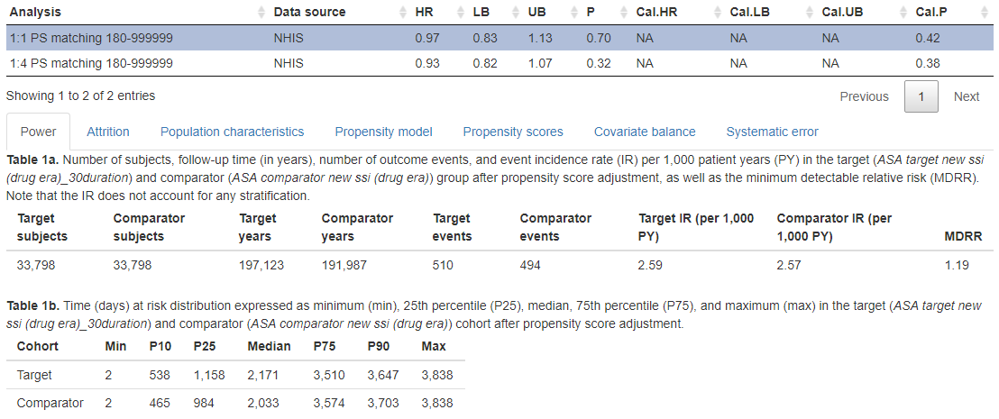 Analysis Data source HR LB UB P Cal.HR Cal.LB Cal.UB Cal.P
1:1 PS matching 180-999999 NHIS 0.97 0.83 1.13 0.70 NA NA NA 0.42
1:4 PS matching 180-999999 NHIS 0.93 0.82 1.07 0.32 NA NA NA 0.38
Showing 1 to 2 of 2 entries Previous 1 Next
Power Attrition Population characteristics Propensity model Propensity scores Covariate balance Systematic error
Table 1a. Number of subjects, follow-up time (in years), number of outcome events, and event incidence rate (IR) per 1,000 patient years (PY) in the target (ASA target new ssi
(drug era)_30duration) and comparator (ASA comparator new ssi (drug era)) group after propensity score adjustment, as well as the minimum detectable relative risk (MDRR).
Note that the IR does not account for any stratification.
Target Comparator Target Comparator Target Comparator Target IR (per 1,000 Comparator IR (per
subjects subjects years years events events PY) 1,000 PY) MDRR
33,798 33,798 197,123 191,987 510 494 2.59 2.57 1.19
Table 1b. Time (days) at risk distribution expressed as minimum (min), 25th percentile (P25), median, 75th percentile (P75), and maximum (max) in the target (ASA target new
ssi (drug era)_30duration) and comparator (ASA comparator new ssi (drug era)) cohort after propensity score adjustment.
Cohort Min P10 P25 Median P75 P90 Max
Target 2 538 1,158 2,171 3,510 3,647 3,838
Comparator 2 465 984 2,033 3,574 3,703 3,838